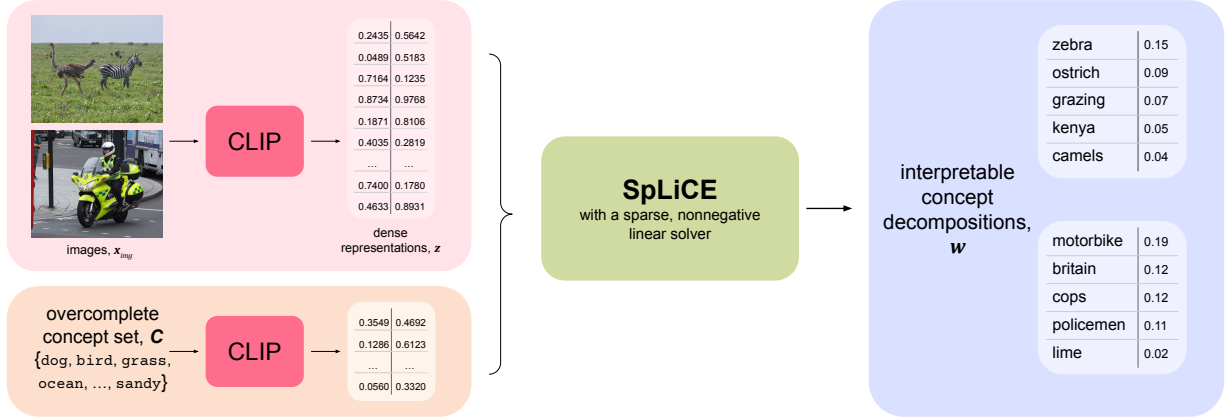 CLIP
0.2435 0.5642
0.0489 0.5183
0.7164 0.1235
0.8734 0.9768
0.1871 0.8106
0.4035 0.2819
... ...
0.7400 0.1780
0.4633 0.8931
images, x_img
dense
representations, z
overcomplete
concept set, C
{dog, bird, grass,
ocean, ..., sandy}
CLIP
0.3549 0.4692
0.1286 0.6123
... ...
0.0560 0.3320
SpLiCE
with a sparse, nonnegative
linear solver
interpretable
concept
decompositions,
w
zebra 0.15
ostrich 0.09
grazing 0.07
kenya 0.05
camels 0.04
motorbike 0.19
britain 0.12
cops 0.12
policemen 0.11
lime 0.02